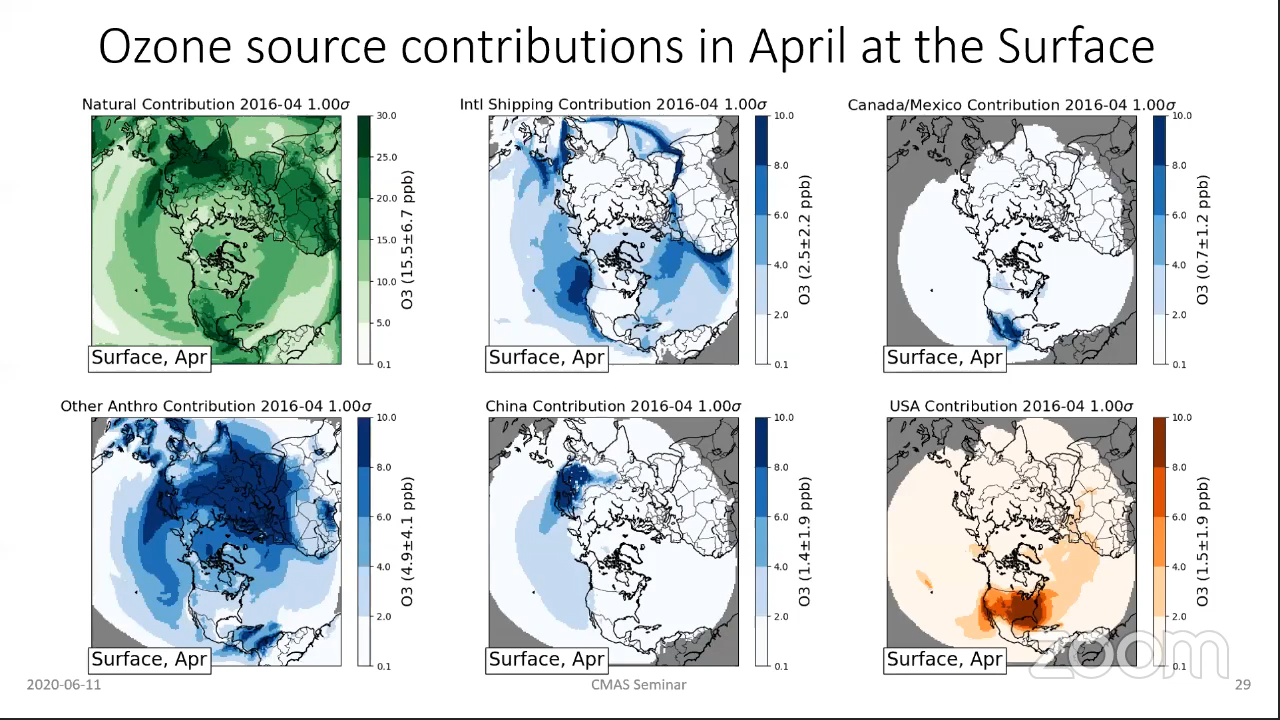 Ozone source contributions in April at the Surface
Natural Contribution 2016-04 1.00σ
30.0
25.0
20.0
15.0
10.0
5.0
0.1
O3 (15.5±6.7 ppb)
Surface, Apr
Intl Shipping Contribution 2016-04 1.00σ
10.0
8.0
6.0
4.0
2.0
0.1
O3 (2.5±2.2 ppb)
Surface, Apr
Canada/Mexico Contribution 2016-04 1.00σ
10.0
8.0
6.0
4.0
2.0
0.1
O3 (0.7±1.2 ppb)
Surface, Apr
Other Anthro Contribution 2016-04 1.00σ
10.0
8.0
6.0
4.0
2.0
0.1
O3 (4.9±4.1 ppb)
Surface, Apr
China Contribution 2016-04 1.00σ
10.0
8.0
6.0
4.0
2.0
0.1
O3 (1.4±1.9 ppb)
Surface, Apr
USA Contribution 2016-04 1.00σ
10.0
8.0
6.0
4.0
2.0
0.1
O3 (1.5±1.9 ppb)
Surface, Apr
zoom
2020-06-11
CMAS Seminar
29